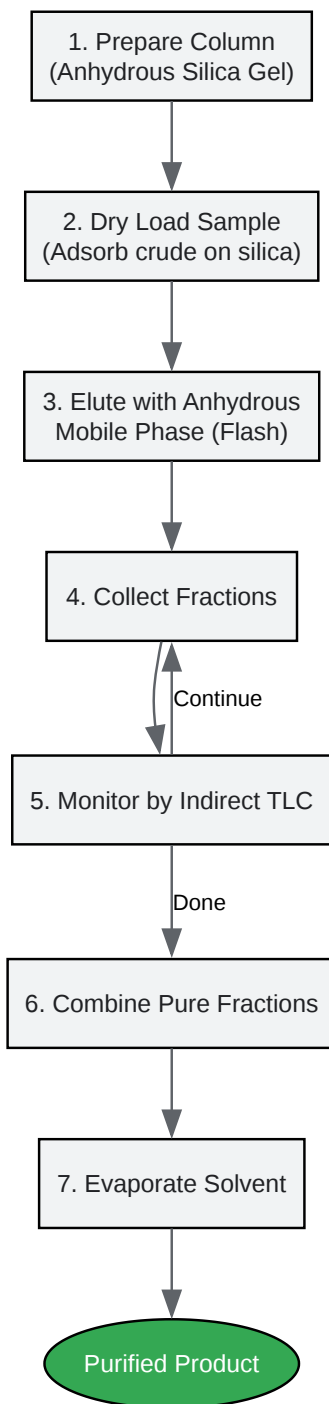 1. Prepare Column
(Anhydrous Silica Gel)
2. Dry Load Sample
(Adsorb crude on silica)
3. Elute with Anhydrous
Mobile Phase (Flash)
4. Collect Fractions
Continue
5. Monitor by Indirect TLC
Done
6. Combine Pure Fractions
7. Evaporate Solvent
Purified Product